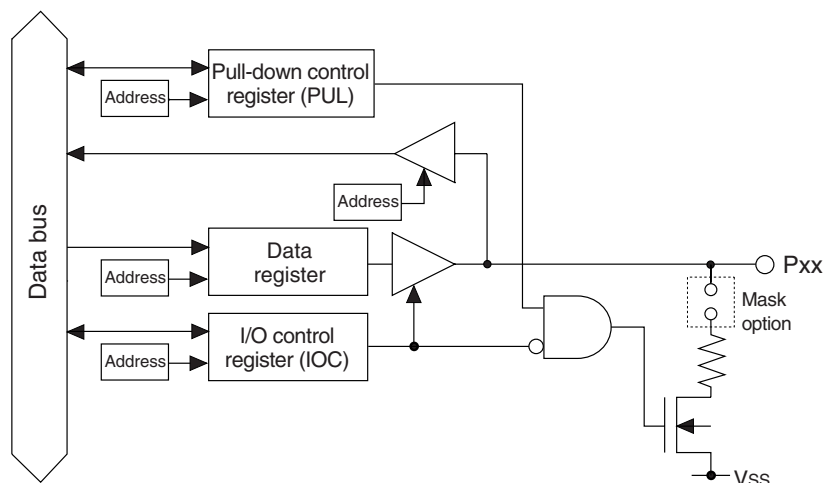 Data bus
Pull-down control
register (PUL)
Address
Address
Data
register
Address
Pxx
Mask
option
I/O control
register (IOC)
Address
VSS